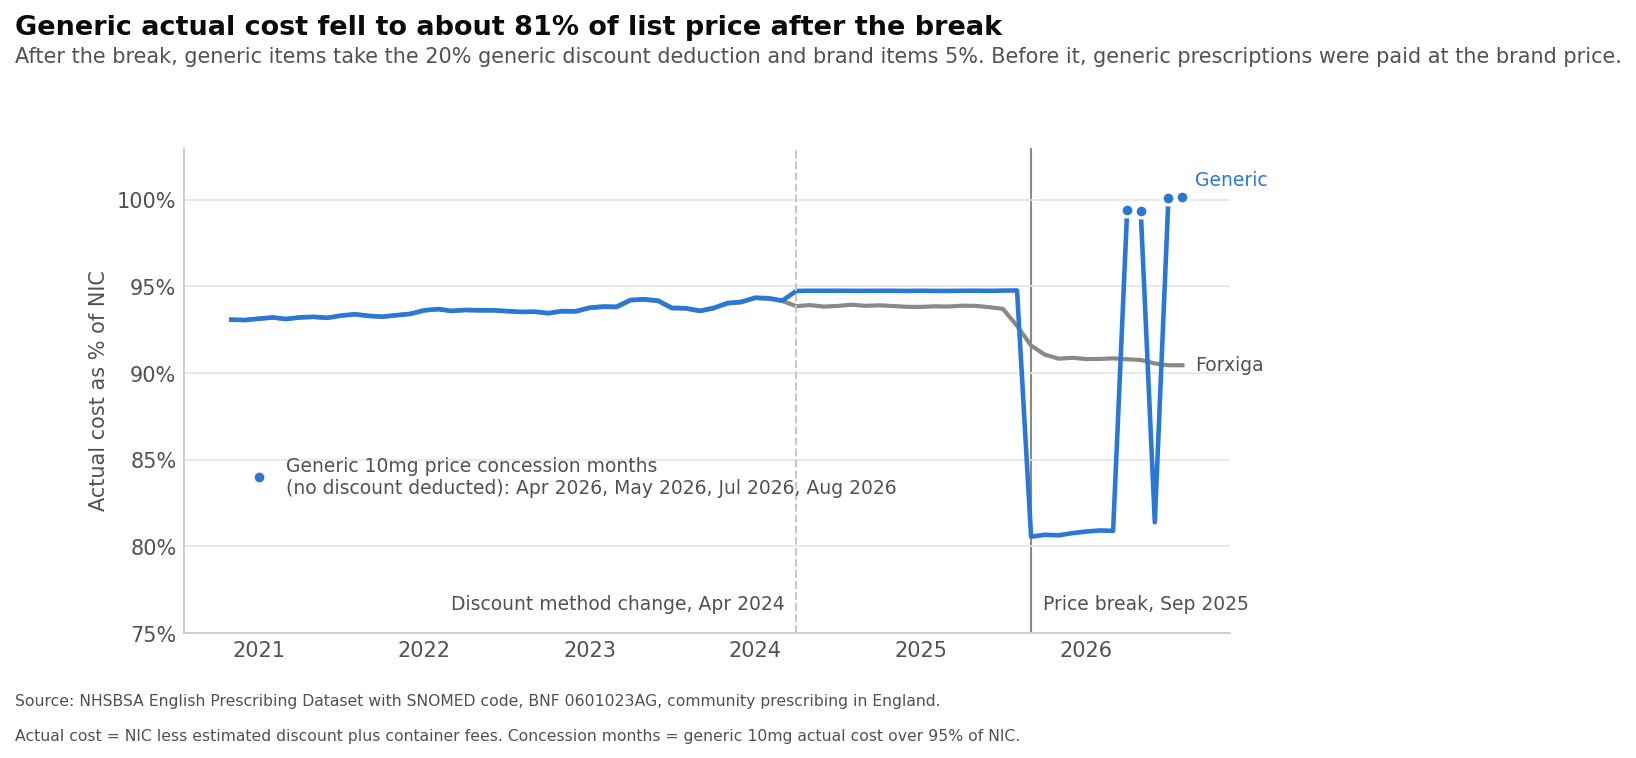 Generic actual cost fell to about 81% of list price after the break
After the break, generic items take the 20% generic discount deduction and brand items 5%. Before it, generic prescriptions were paid at the brand price.
Generic
100%
95%
90%
85%
80%
75%
Actual cost as % of NIC
Forxiga
Generic 10mg price concession months
(no discount deducted): Apr 2026, May 2026, Jul 2026, Aug 2026
Discount method change, Apr 2024
Price break, Sep 2025
2021
2022
2023
2024
2025
2026
Source: NHSBSA English Prescribing Dataset with SNOMED code, BNF 0601023AG, community prescribing in England.
Actual cost = NIC less estimated discount plus container fees. Concession months = generic 10mg actual cost over 95% of NIC.